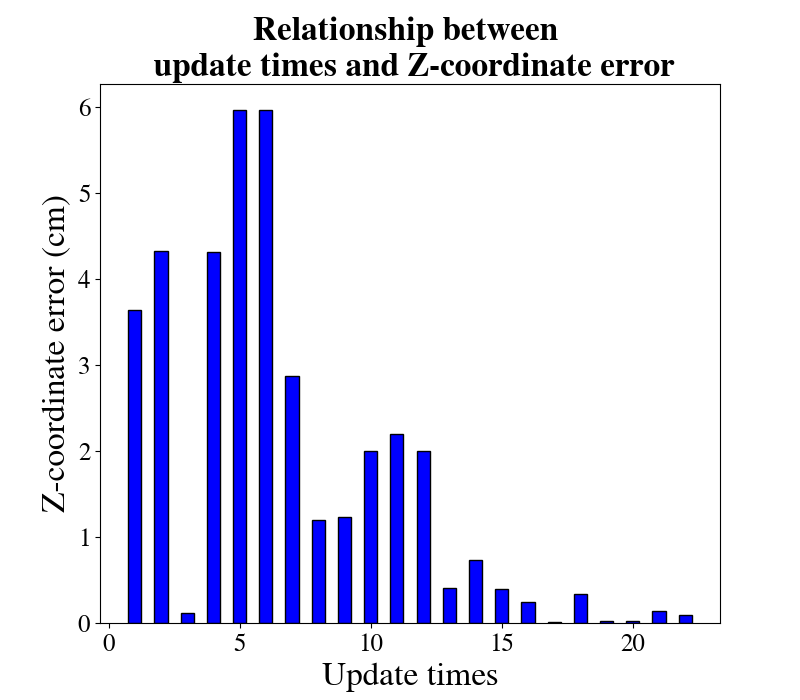 Relationship between
update times and Z-coordinate error
Z-coordinate error (cm)
6
5
4
3
2
1
0
0 5 10 15 20
Update times